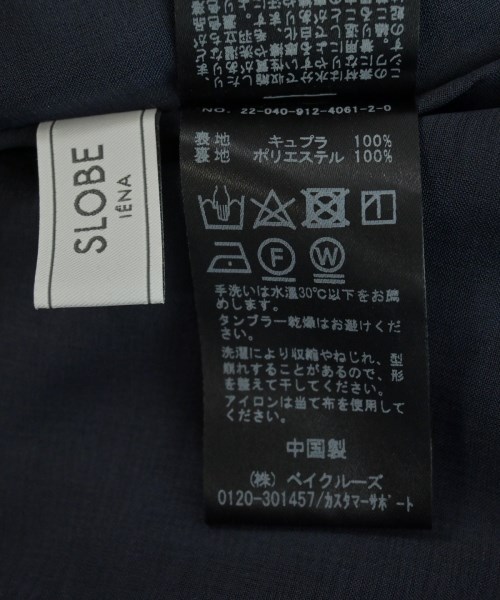 NO. 22-040-912-4061-2-0
表地 キュプラ 100%
裏地 ポリエステル 100%
F
W
手洗いは水温30℃以下をお薦
めします。
タンブラー乾燥はお避けくだ
さい。
洗濯により収縮やねじれ、型
崩れすることがあるので、形
を整えて干してください。
アイロンは当て布を使用して
ください。
中国製
(株) ベイクルーズ
0120-301457/カスタマーサポート
SLOBE
IÉNA